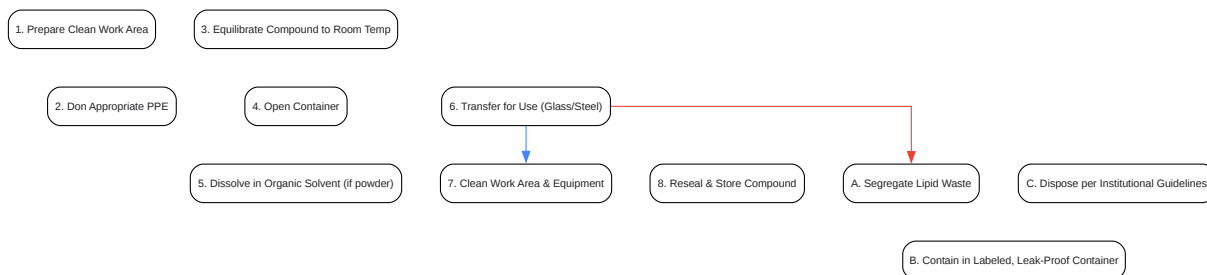 1. Prepare Clean Work Area
3. Equilibrate Compound to Room Temp
2. Don Appropriate PPE
4. Open Container
6. Transfer for Use (Glass/Steel)
5. Dissolve in Organic Solvent (if powder)
7. Clean Work Area & Equipment
8. Reseal & Store Compound
A. Segregate Lipid Waste
C. Dispose per Institutional Guidelines
B. Contain in Labeled, Leak-Proof Container